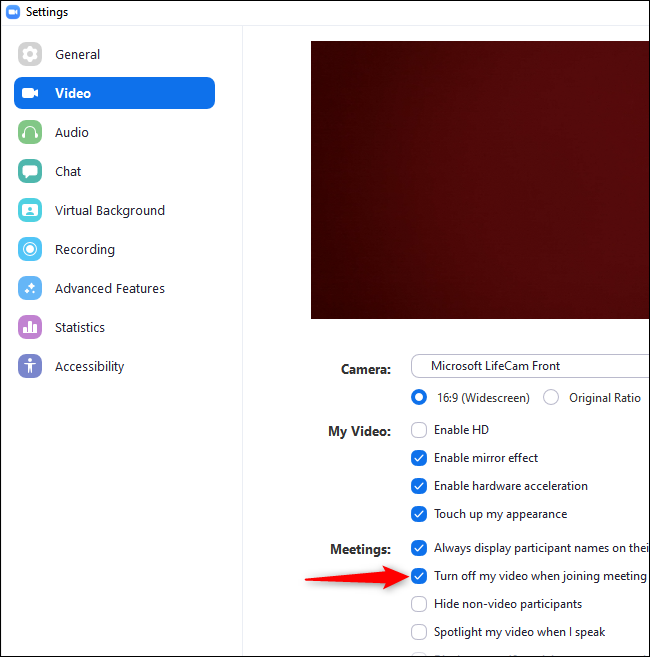 Settings
General
Video
Audio
Chat
Virtual Background
Recording
Advanced Features
Statistics
Accessibility
Camera: Microsoft LifeCam Front
16:9 (Widescreen) Original Ratio
My Video: Enable HD
Enable mirror effect
Enable hardware acceleration
Touch up my appearance
Meetings: Always display participant names on their
Turn off my video when joining meeting
Hide non-video participants
Spotlight my video when I speak